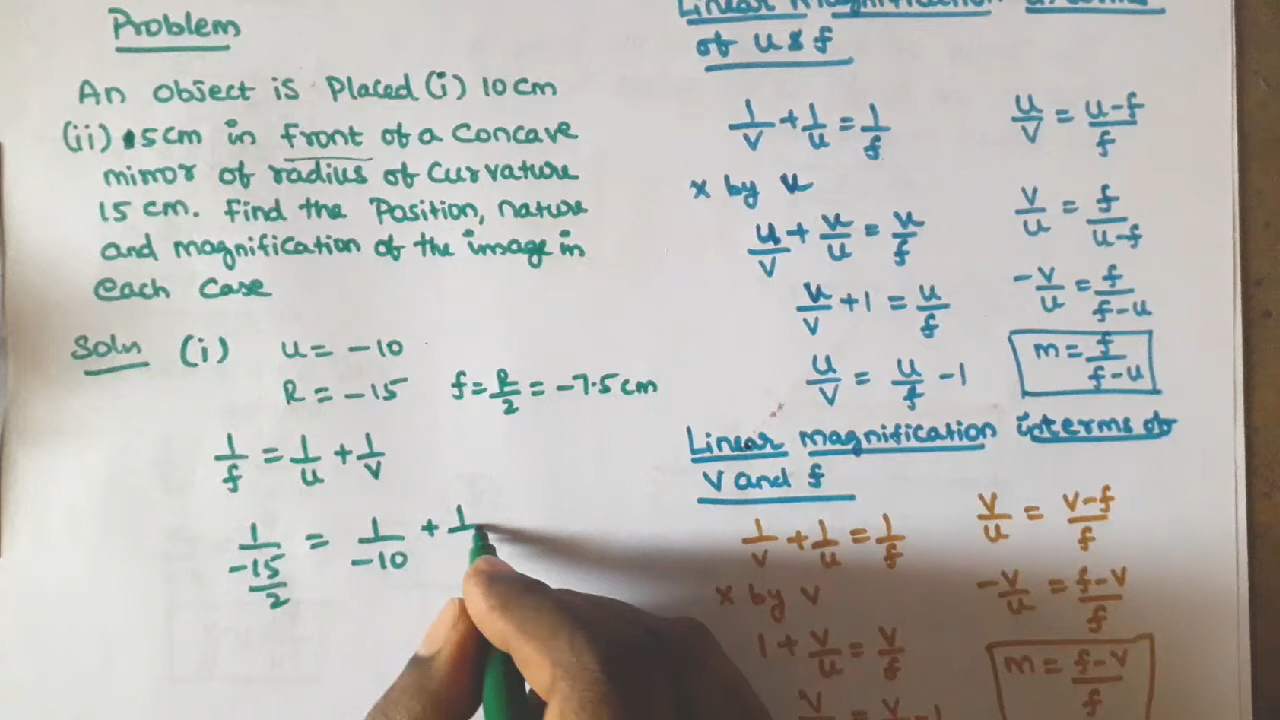 Problem
An object is Placed (i) 10 cm
(ii) 5cm in front of a Concave
mirror of radius of Curvature
15 cm. find the Position, nature
and magnification of the image in
each case
Soln (i) u = -10
R = -15 f = R/2 = -7.5 cm
1/f = 1/u + 1/v
1/(-15/2) = 1/-10 + 1
Linear magnification
of u & f
1/v + 1/u = 1/f
x by u
u/v + u/u = u/f
u/v + 1 = u/f
u/v = u/f - 1
u/v = u-f/f
v/u = f/u-f
-v/u = f/f-u
m = f/f-u
Linear magnification interms of
v and f
1/v + 1/u = 1/f
x by v
1 + v/u = v/f
v/u = v-f/f
-v/u = f-v/f
m = f-v/f